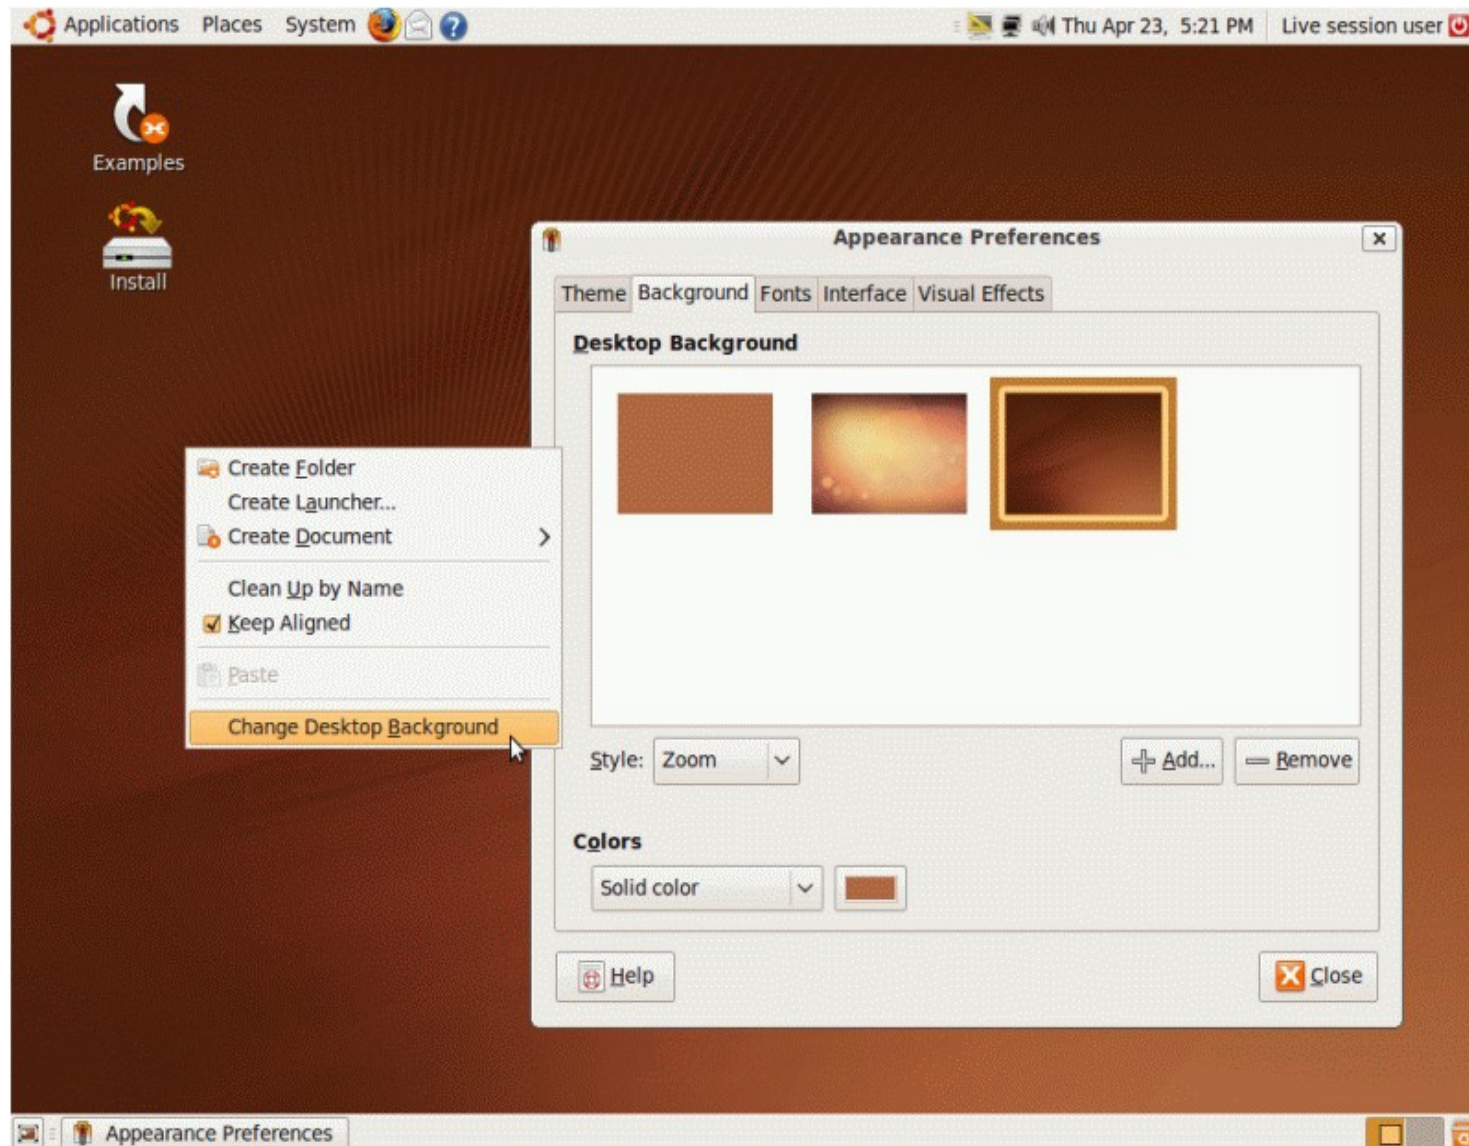 Applications Places System Thu Apr 23, 5:21 PM Live session user
Examples
Install
Appearance Preferences
Theme Background Fonts Interface Visual Effects
Desktop Background
Create Folder
Create Launcher...
Create Document
Clean Up by Name
Keep Aligned
Paste
Change Desktop Background
Style: Zoom Add... Remove
Colors
Solid color
Help Close
Appearance Preferences